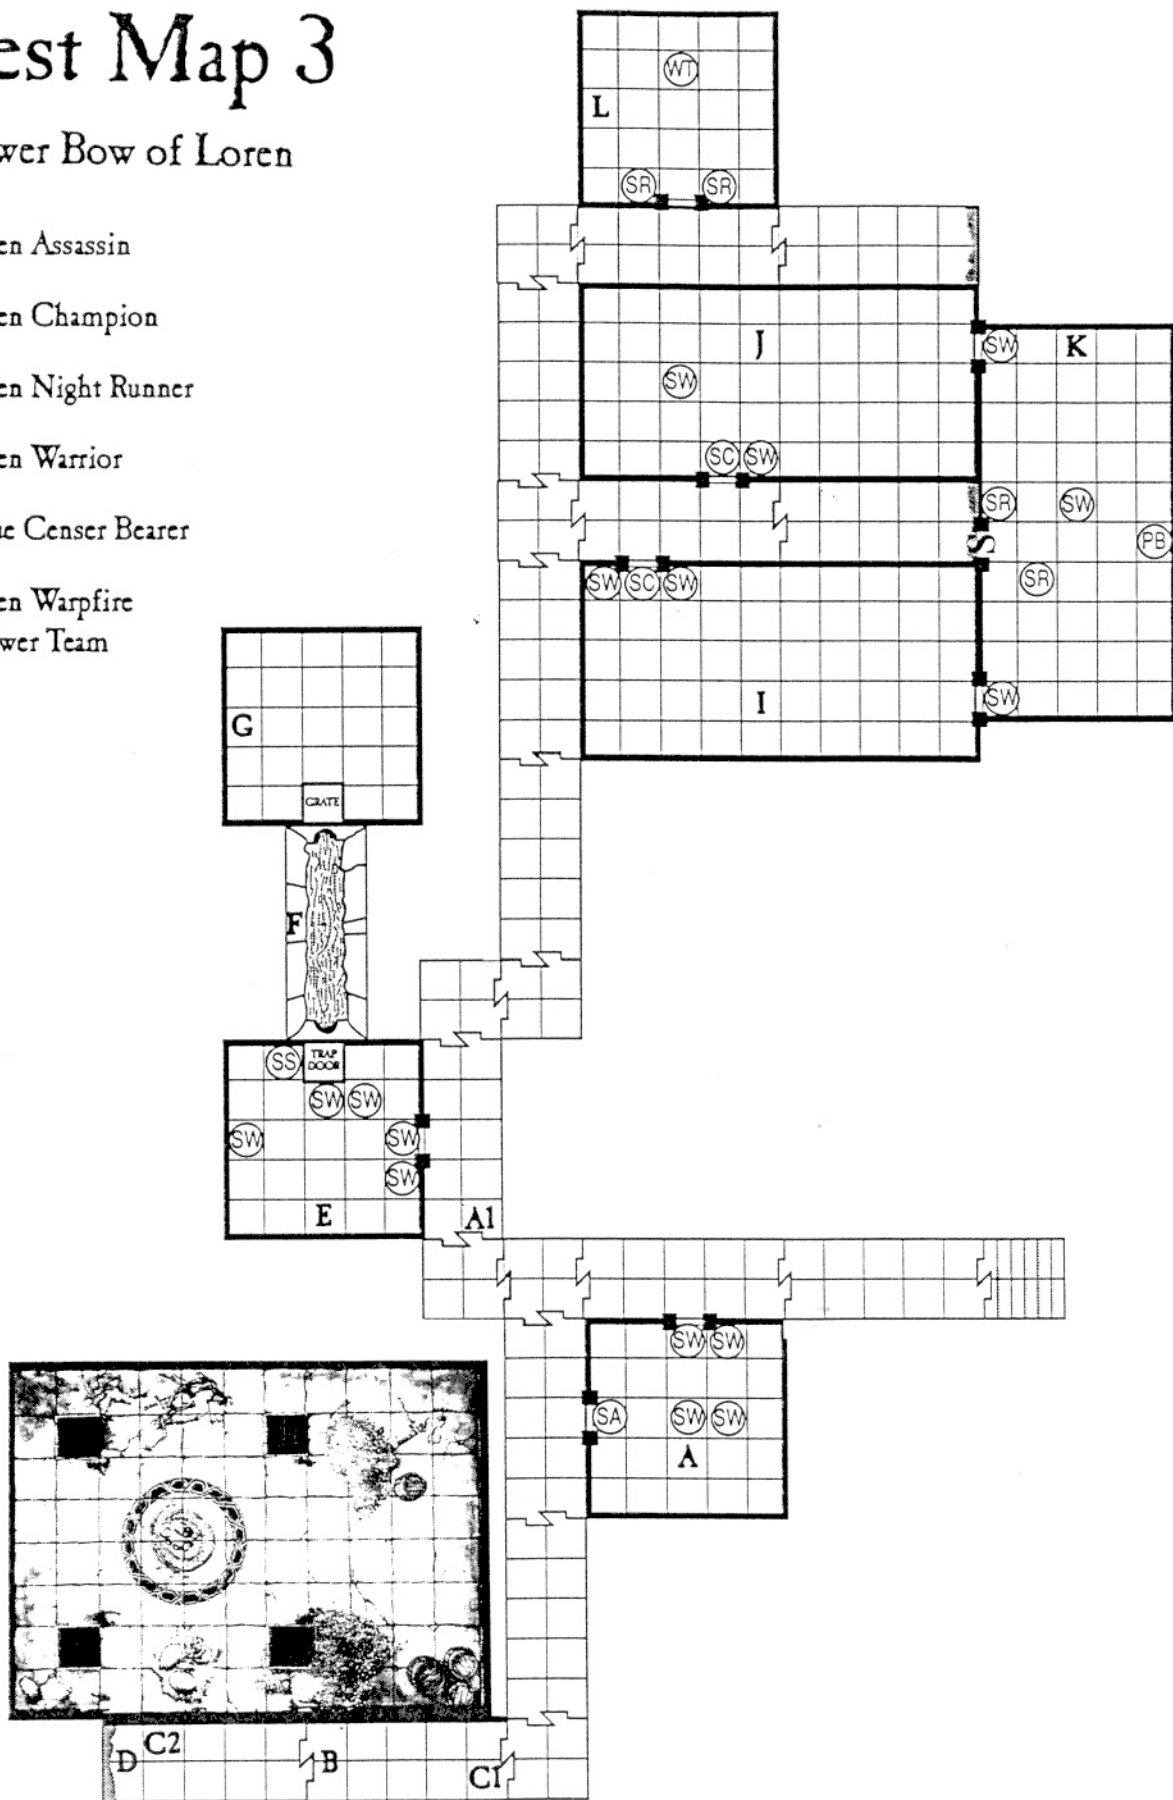 est Map 3
wer Bow of Loren
en Assassin
en Champion
en Night Runner
en Warrior
ue Censer Bearer
en Warpfire
wer Team
WT
L
SR SR
J
SW K
SW
SC SW
SR SW
S
PB
SW SC SW
SR
I
SW
G
GRATE
F
SS
TRAP
DOOR
SW SW
SW SW
SW
E
A1
SW SW
SA SW SW
A
C2
D
B
C1